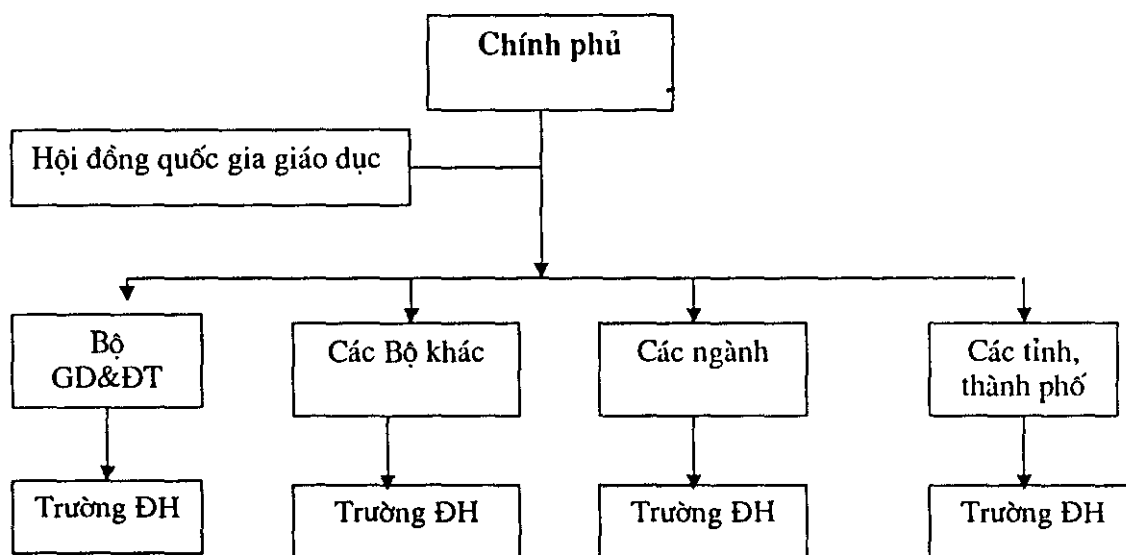 Chính phủ
Hội đồng quốc gia giáo dục
Bộ
GD&ĐT
Các Bộ khác
Các ngành
Các tỉnh,
thành phố
Trường ĐH
Trường ĐH
Trường ĐH
Trường ĐH